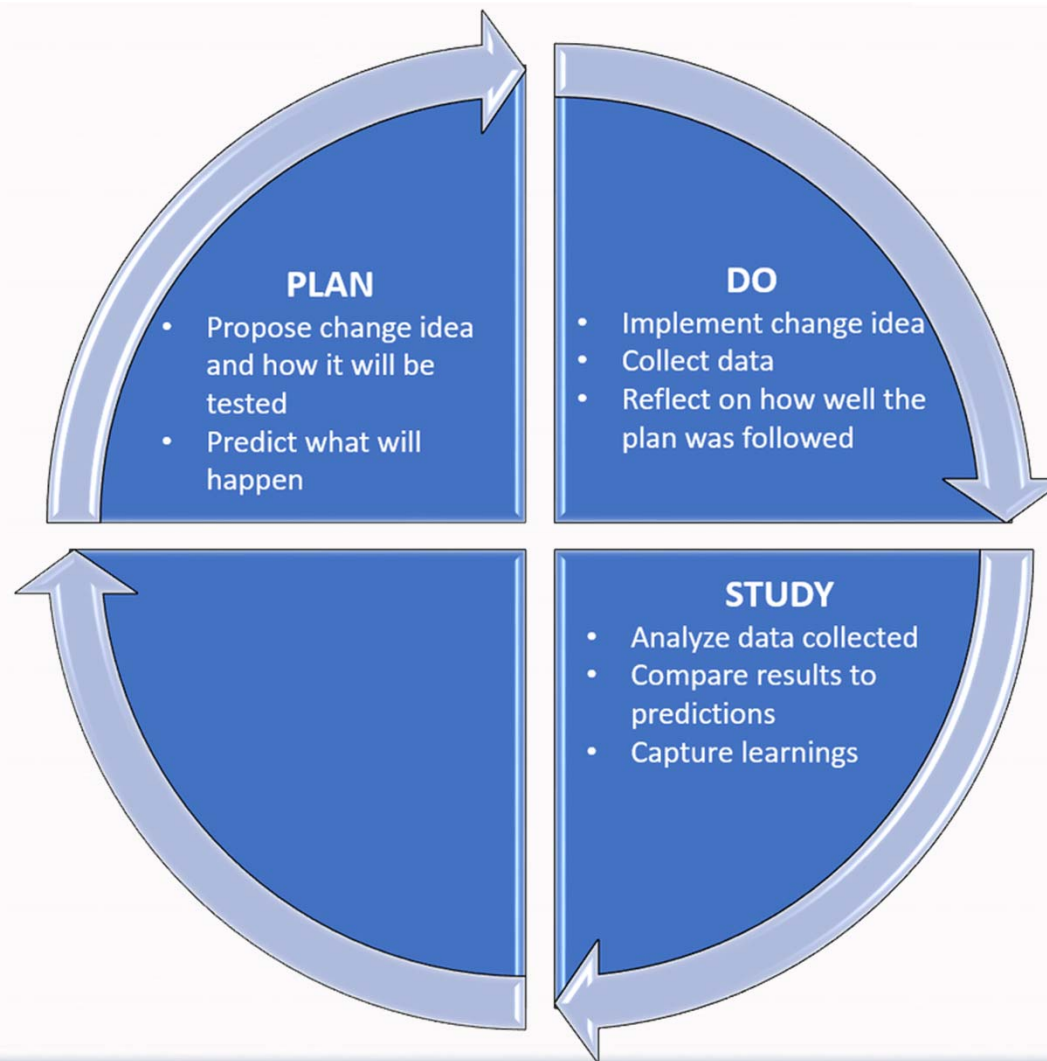 PLAN
• Propose change idea
and how it will be
tested
• Predict what will
happen
DO
• Implement change idea
• Collect data
• Reflect on how well the
plan was followed
STUDY
• Analyze data collected
• Compare results to
predictions
• Capture learnings